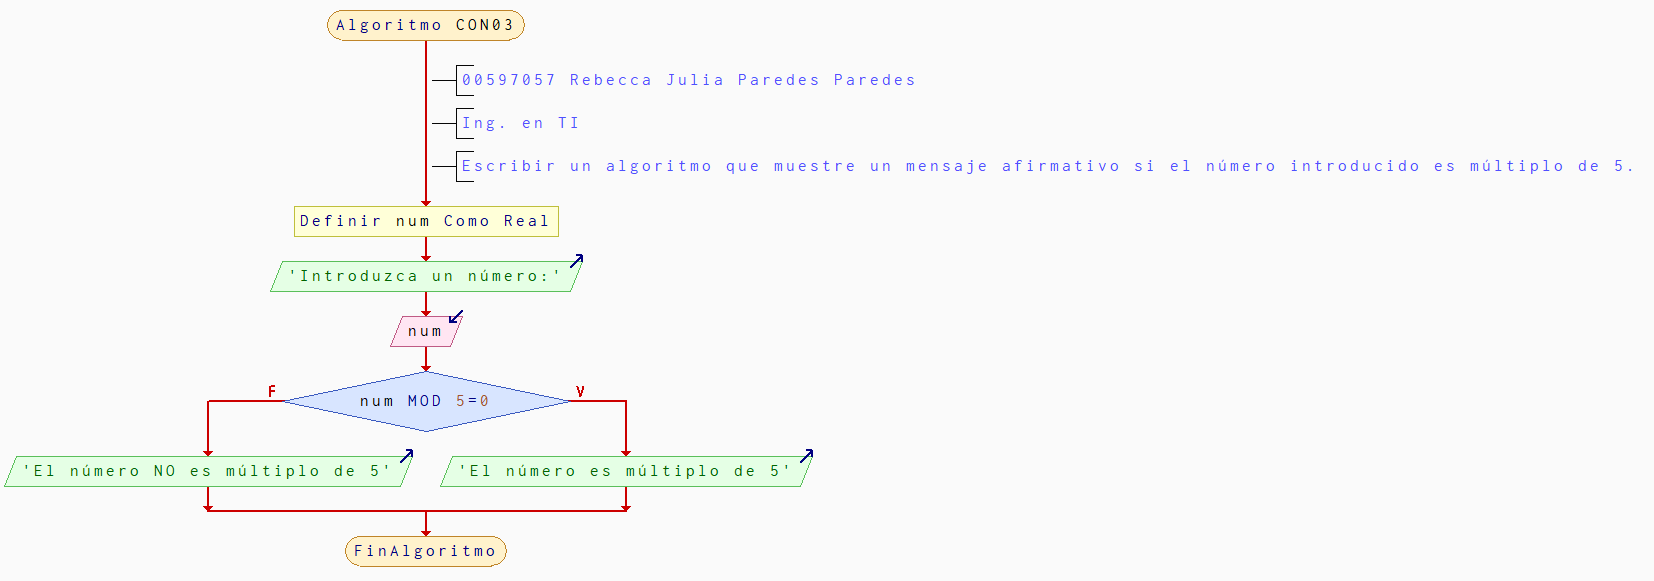 Algoritmo CON03
00597057 Rebecca Julia Paredes Paredes
Ing. en TI
Escribir un algoritmo que muestre un mensaje afirmativo si el número introducido es múltiplo de 5.
Definir num Como Real
'Introduzca un número:'
num
F
V
num MOD 5=0
'El número NO es múltiplo de 5'
'El número es múltiplo de 5'
FinAlgoritmo